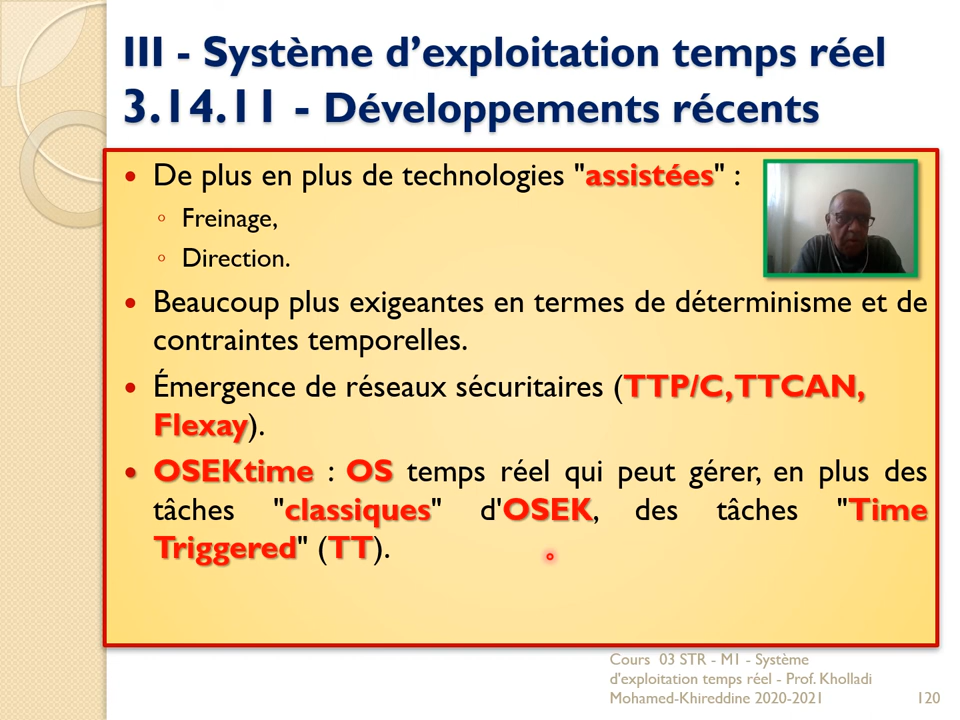 III - Système d’exploitation temps réel
3.14.11 - Développements récents
• De plus en plus de technologies "assistées" :
◦ Freinage,
◦ Direction.
• Beaucoup plus exigeantes en termes de déterminisme et de
contraintes temporelles.
• Émergence de réseaux sécuritaires (TTP/C, TTCAN,
Flexay).
• OSEKtime : OS temps réel qui peut gérer, en plus des
tâches "classiques" d'OSEK, des tâches "Time
Triggered" (TT).
Cours 03 STR - M1 - Système
d'exploitation temps réel - Prof. Kholladi
Mohamed-Khireddine 2020-2021
120